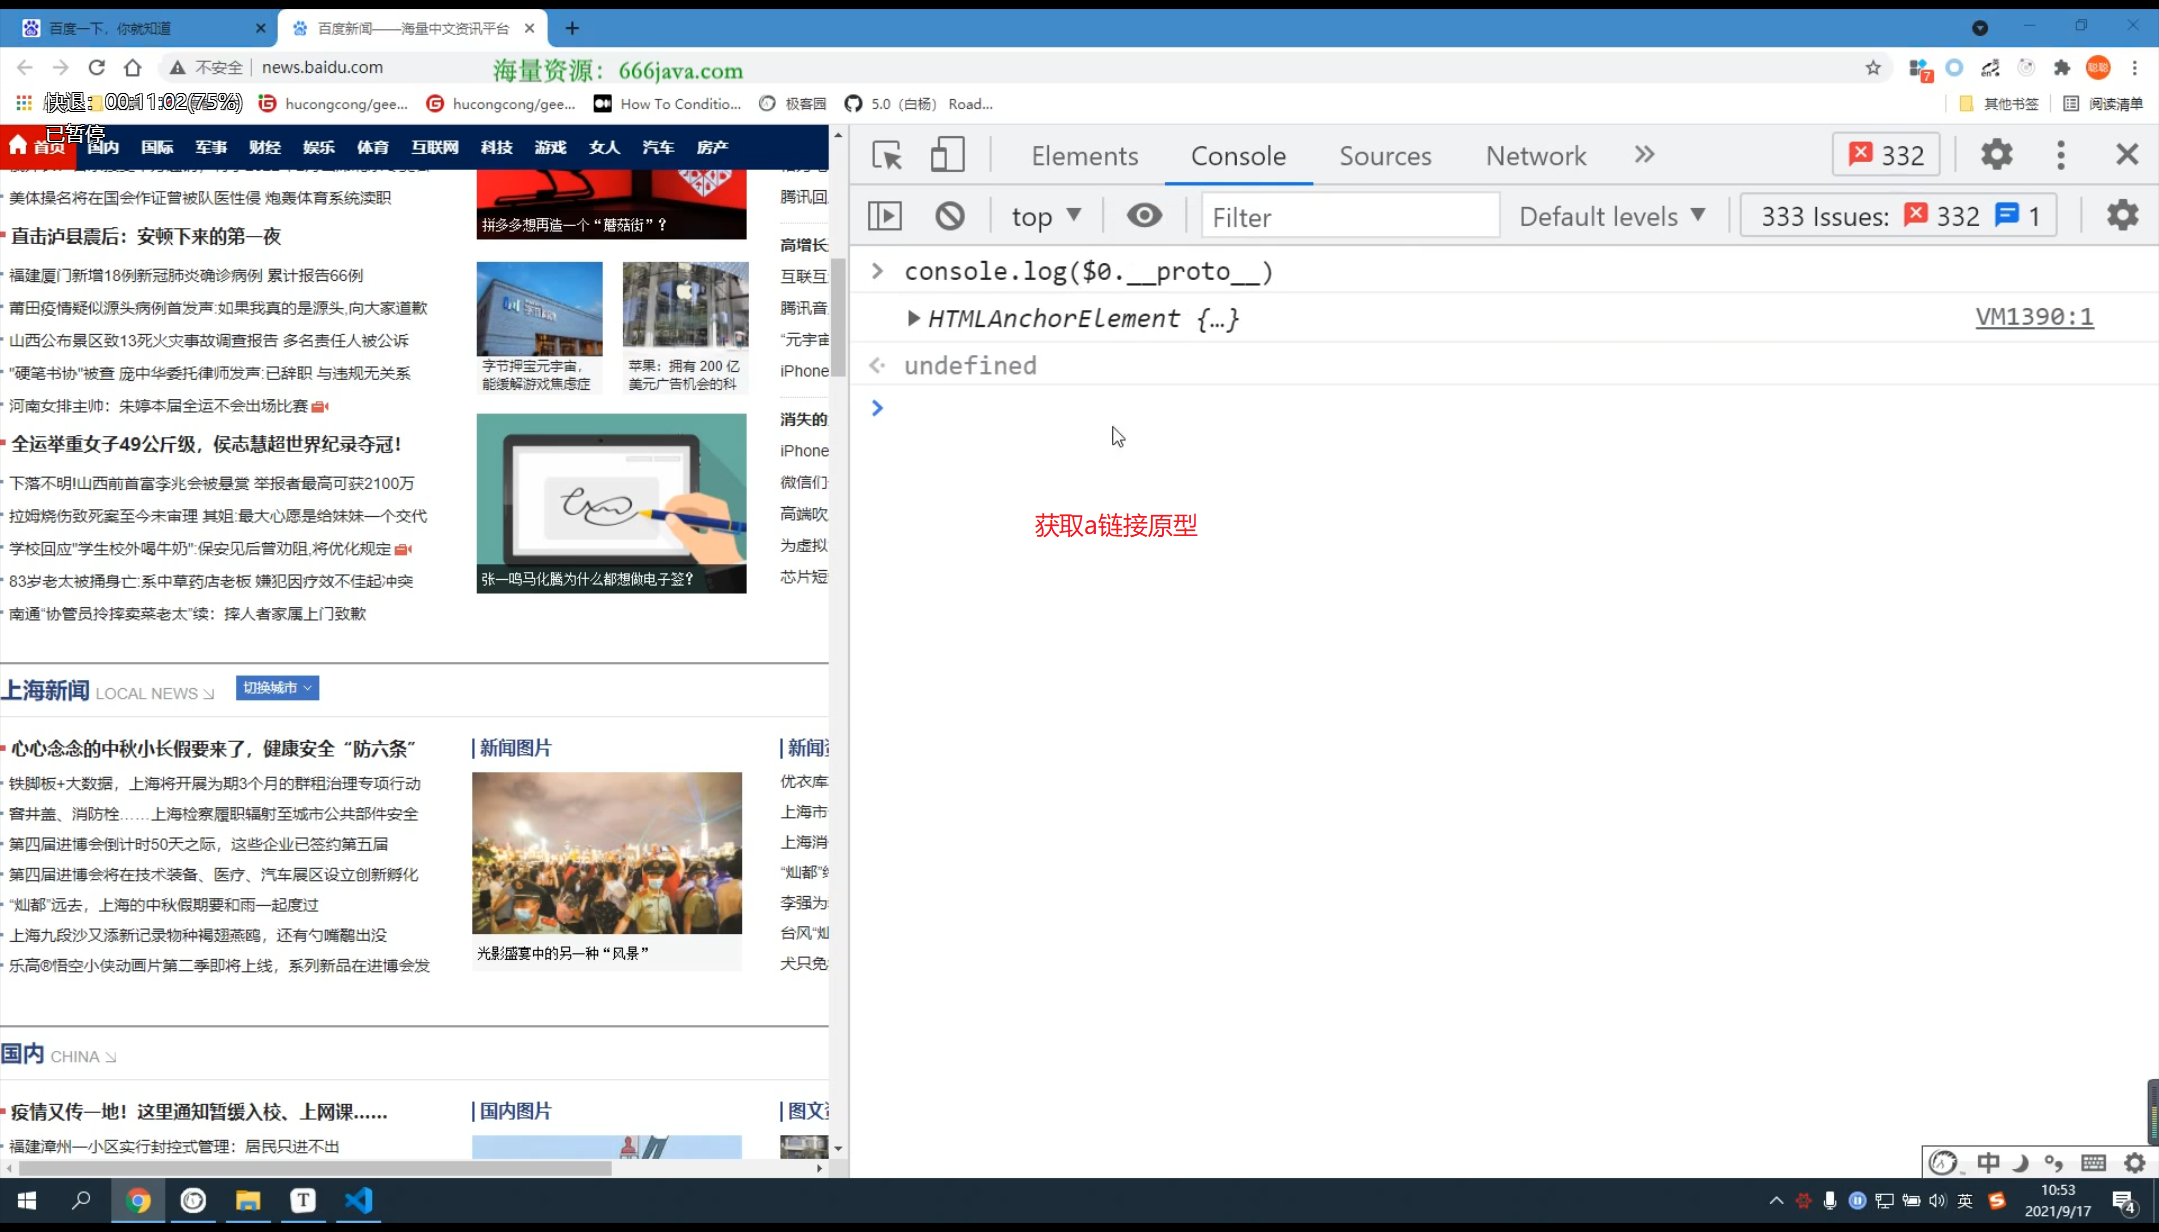 百度一下，你就知道
百度新闻——海量中文资讯平台
不安全
news.baidu.com
海量资源：666java.com
7
聪聪
快退: 00:11:02(75%)
已暂停
hucongcong/gee...
hucongcong/gee...
How To Conditio...
极客园
5.0（白杨） Road...
其他书签
阅读清单
首页 国内 国际 军事 财经 娱乐 体育 互联网 科技 游戏 女人 汽车 房产
美体操名将在国会作证曾被队医性侵 炮轰体育系统渎职
直击泸县震后：安顿下来的第一夜
福建厦门新增18例新冠肺炎确诊病例 累计报告66例
莆田疫情疑似源头病例首发声:如果我真的是源头,向大家道歉
山西公布景区致13死火灾事故调查报告 多名责任人被公诉
"硬笔书协"被查 庞中华委托律师发声:已辞职 与违规无关系
河南女排主帅：朱婷本届全运不会出场比赛
全运举重女子49公斤级，侯志慧超世界纪录夺冠！
下落不明!山西前首富李兆会被悬赏 举报者最高可获2100万
拉姆烧伤致死案至今未审理 其姐:最大心愿是给妹妹一个交代
学校回应"学生校外喝牛奶":保安见后曾劝阻,将优化规定
83岁老太被捅身亡:系中草药店老板 嫌犯因疗效不佳起冲突
南通"协管员拎摔卖菜老太"续：摔人者家属上门致歉
拼多多想再造一个“蘑菇街”？
字节押宝元宇宙，
能缓解游戏焦虑症
苹果：拥有 200 亿
美元广告机会的科
张一鸣马化腾为什么都想做电子签？
腾讯回
高增长
互联互
腾讯音
“元宇宙
iPhone
消失的
iPhone
微信们
高端吹
为虚拟
芯片短
上海新闻 LOCAL NEWS
切换城市
心心念念的中秋小长假要来了，健康安全“防六条”
铁脚板+大数据，上海将开展为期3个月的群租治理专项行动
窨井盖、消防栓……上海检察履职辐射至城市公共部件安全
第四届进博会倒计时50天之际，这些企业已签约第五届
第四届进博会将在技术装备、医疗、汽车展区设立创新孵化
“灿都”远去，上海的中秋假期要和雨一起度过
上海九段沙又添新记录物种褐翅燕鸥，还有勺嘴鹬出没
乐高®悟空小侠动画片第二季即将上线，系列新品在进博会发
新闻图片
光影盛宴中的另一种“风景”
新闻
优衣库
上海市
上海消
“灿都”
李强为
台风“灿
犬只免
国内 CHINA
疫情又传一地！这里通知暂缓入校、上网课……
福建漳州一小区实行封控式管理：居民只进不出
国内图片
图文
Elements Console Sources Network
332
top
Filter
Default levels
333 Issues: 332 1
console.log($0.__proto__)
HTMLAnchorElement {…}
VM1390:1
undefined
获取a链接原型
中
英
10:53
2021/9/17
4